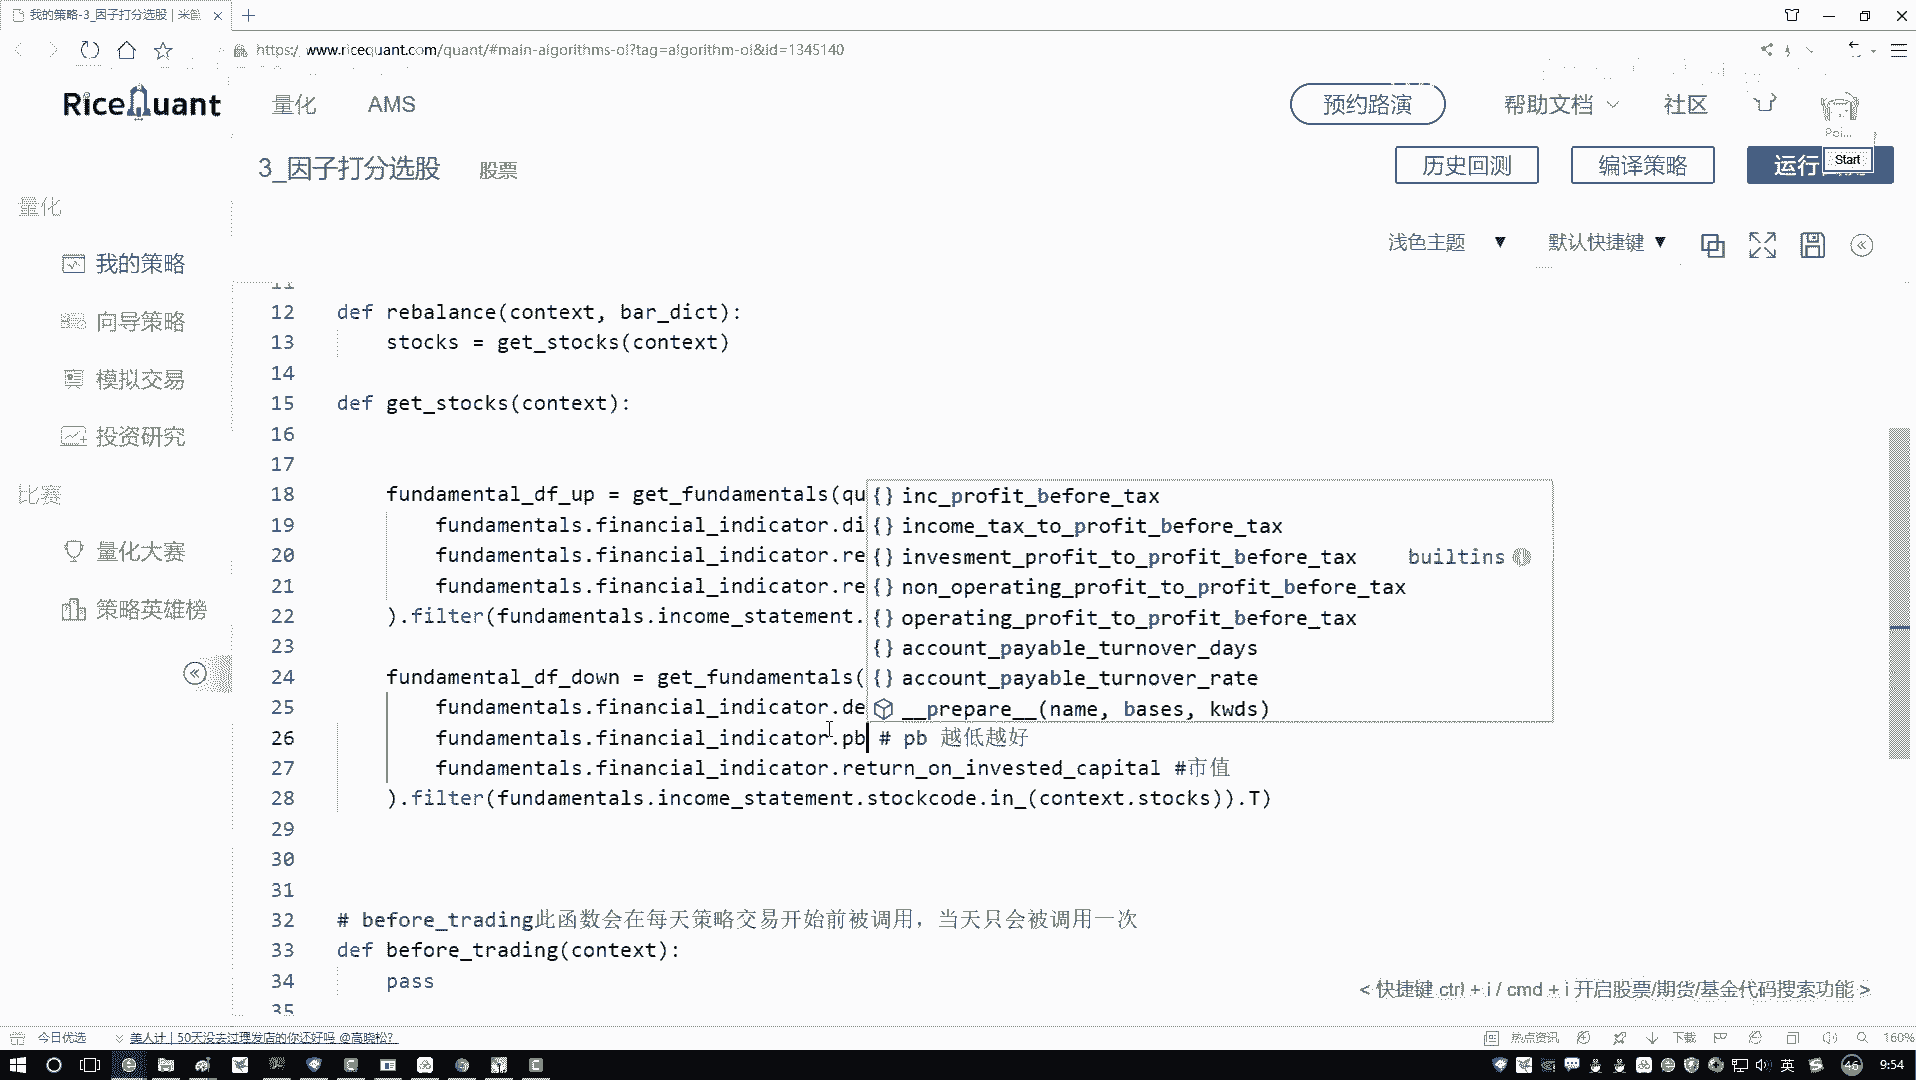 我的策略-3_因子打分选股 | 米筐
https://www.ricequant.com/quant/#main-algorithms-ol?tag=algorithm-ol&id=1345140
RiceQuant 量化 AMS 预约路演 帮助文档 社区 Poi...
3_因子打分选股 股票 历史回测 编译策略 运行 Start
浅色主题 默认快捷键
量化
我的策略
向导策略
模拟交易
投资研究
比赛
量化大赛
策略英雄榜
11
12 def rebalance(context, bar_dict):
13 stocks = get_stocks(context)
14
15 def get_stocks(context):
16
17
18 fundamental_df_up = get_fundamentals(qu
19 fundamentals.financial_indicator.di
20 fundamentals.financial_indicator.re
21 fundamentals.financial_indicator.re
22 ).filter(fundamentals.income_statement.
23
24 fundamental_df_down = get_fundamentals(
25 fundamentals.financial_indicator.de
26 fundamentals.financial_indicator.pb # pb 越低越好
27 fundamentals.financial_indicator.return_on_invested_capital #市值
28 ).filter(fundamentals.income_statement.stockcode.in_(context.stocks)).T)
29
30
31
32 # before_trading此函数会在每天策略交易开始前被调用，当天只会被调用一次
33 def before_trading(context):
34 pass
35
{} inc_profit_before_tax
{} income_tax_to_profit_before_tax
{} invesment_profit_to_profit_before_tax builtins
{} non_operating_profit_to_profit_before_tax
{} operating_profit_to_profit_before_tax
{} account_payable_turnover_days
{} account_payable_turnover_rate
__prepare__(name, bases, kwds)
< 快捷键 ctrl + i / cmd + i 开启股票/期货/基金代码搜索功能 >
今日优选 美人计 | 50天没去过理发店的你还好吗 @高晓松? 热点资讯 下载 160%
英 46 9:54